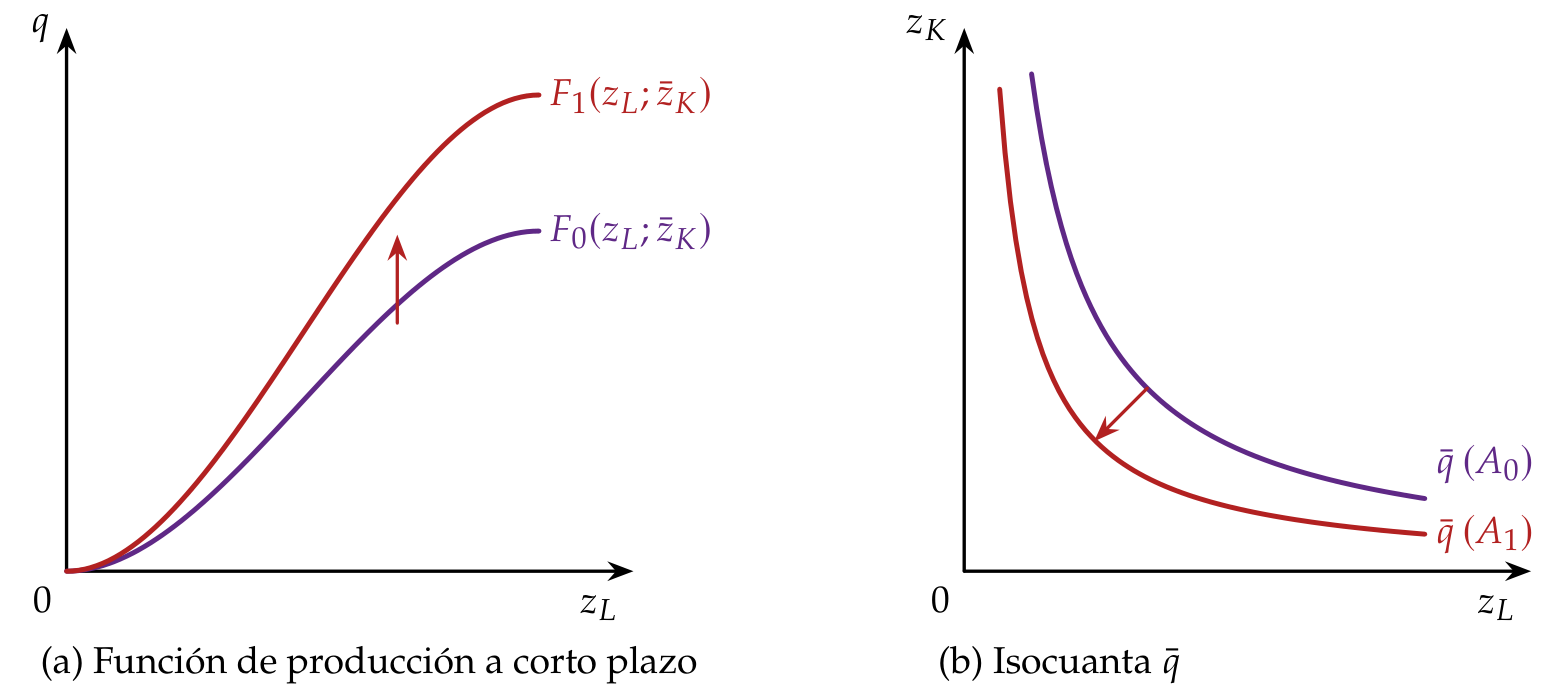 q
F₁(z_L; z̄_K)
F₀(z_L; z̄_K)
0
z_L
(a) Función de producción a corto plazo
z_K
q̄ (A₀)
q̄ (A₁)
0
z_L
(b) Isocuanta q̄